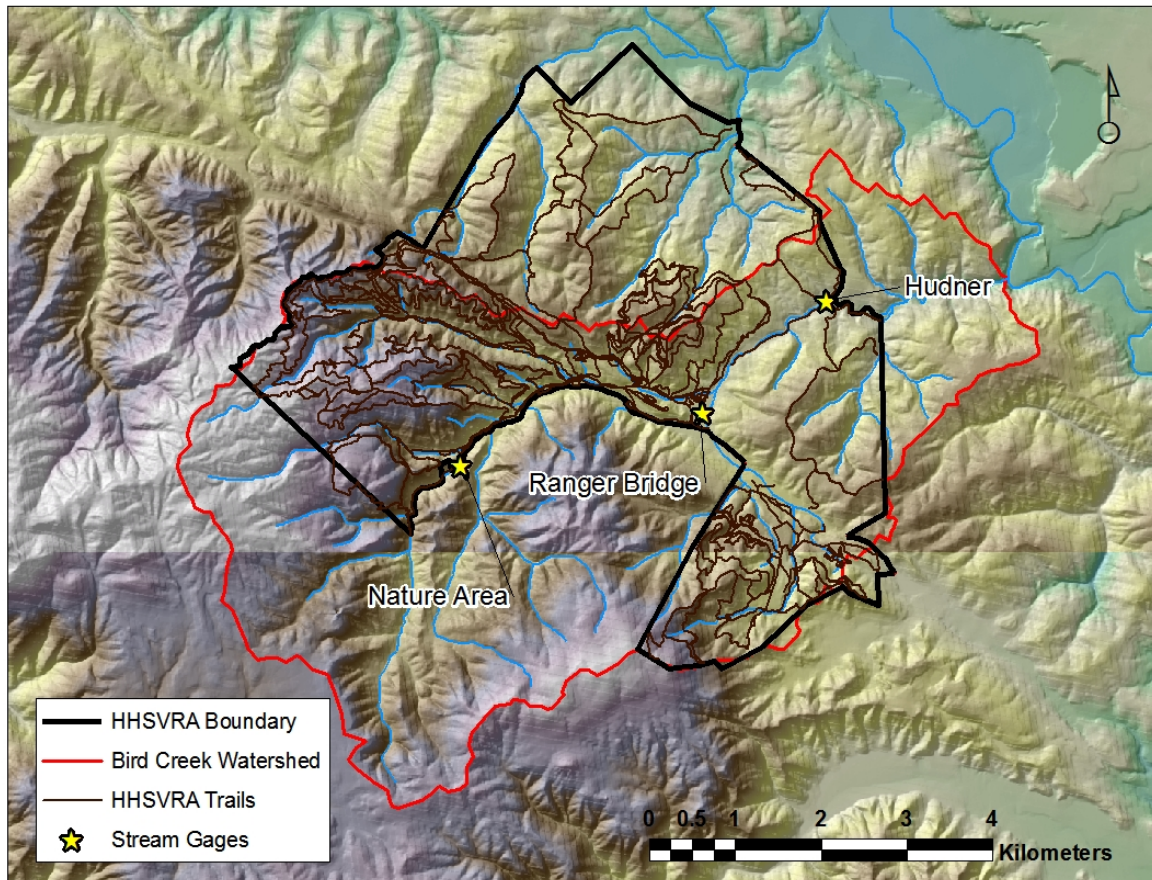 Hudner
Ranger Bridge
Nature Area
HHSVRA Boundary
Bird Creek Watershed
HHSVRA Trails
Stream Gages
0 0.5 1 2 3 4
Kilometers